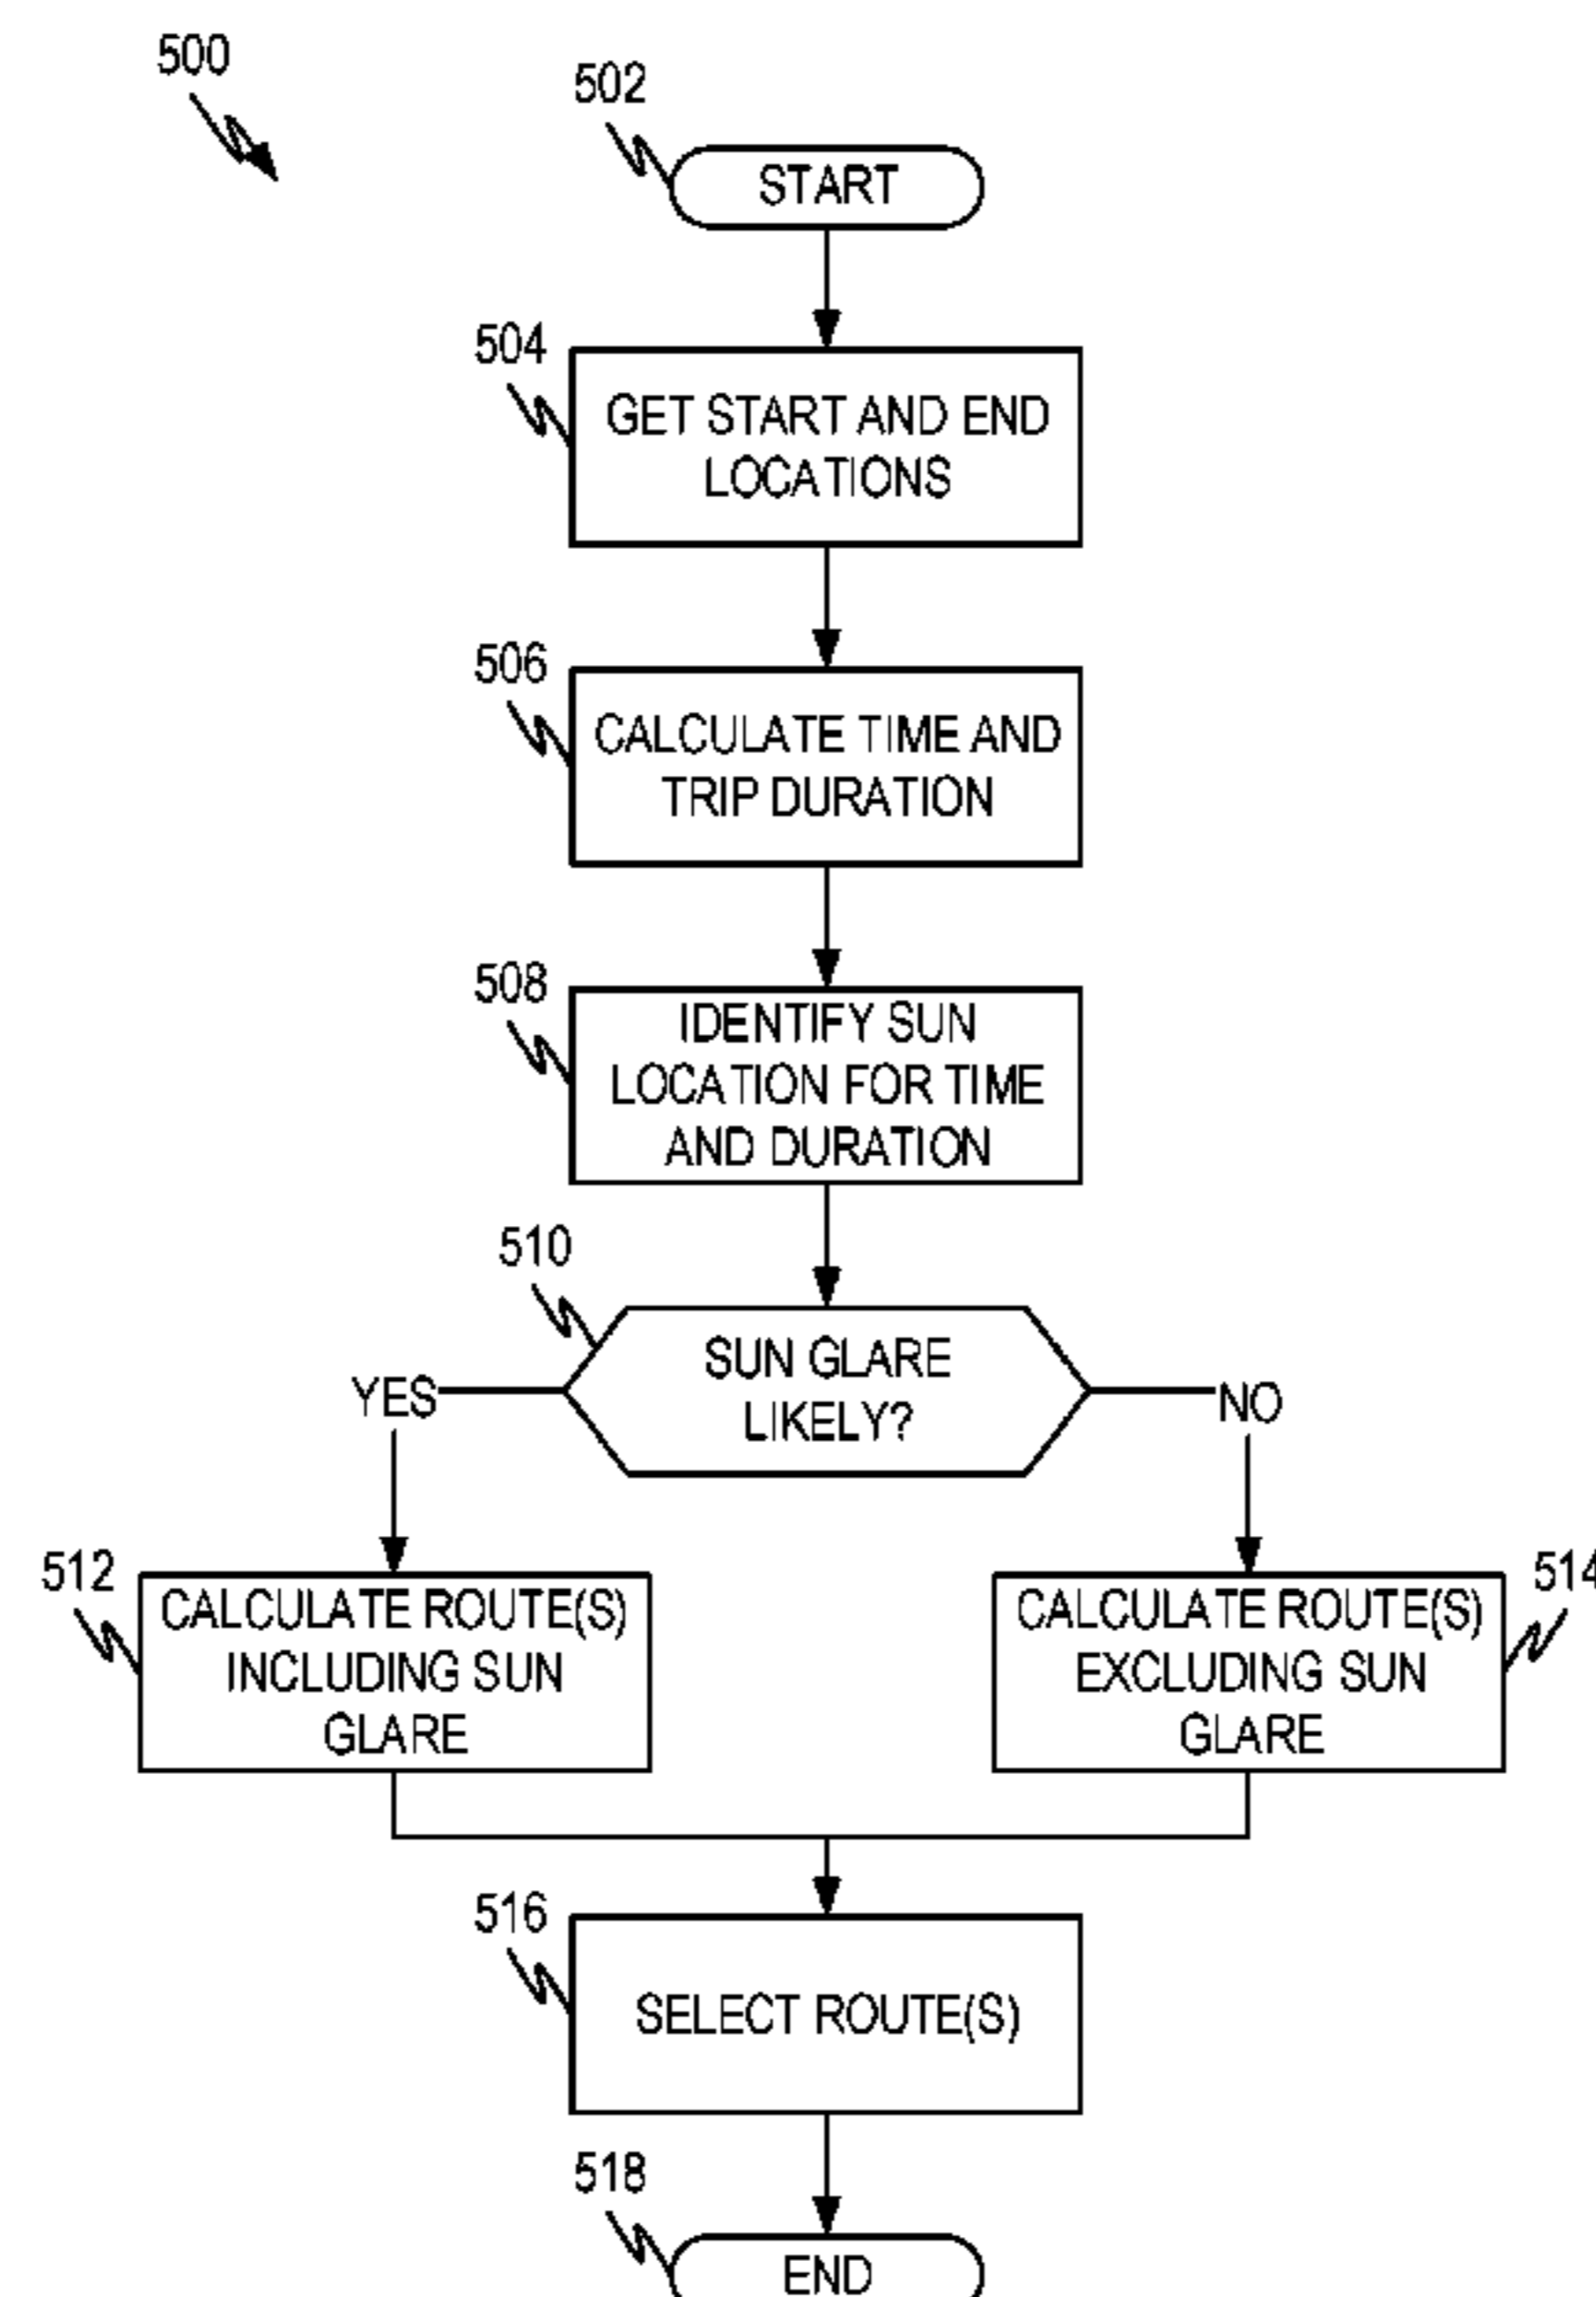 500
502
START
504
GET START AND END
LOCATIONS
506
CALCULATE TIME AND
TRIP DURATION
508
IDENTIFY SUN
LOCATION FOR TIME
AND DURATION
510
SUN GLARE
LIKELY?
YES
NO
512
CALCULATE ROUTE(S)
INCLUDING SUN
GLARE
514
CALCULATE ROUTE(S)
EXCLUDING SUN
GLARE
516
SELECT ROUTE(S)
518
END